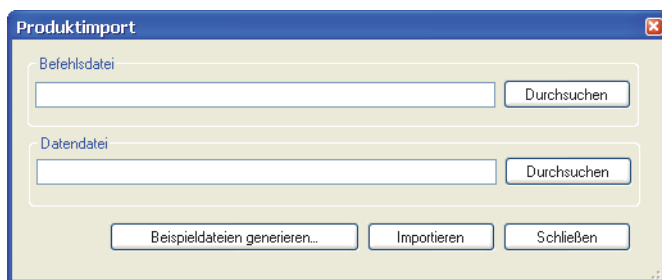 Produktimport
Befehlsdatei
Durchsuchen
Datendatei
Durchsuchen
Beispieldateien generieren... Importieren Schließen